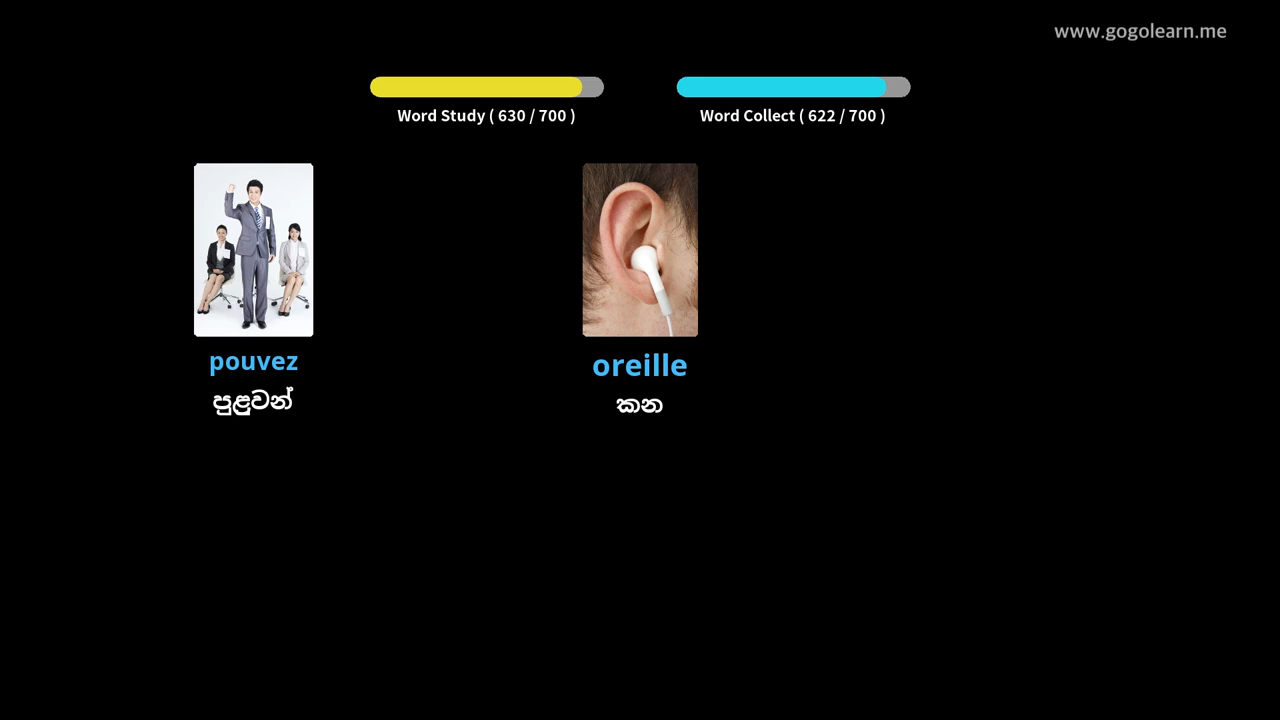 www.gogolearn.me
Word Study ( 630 / 700 )
Word Collect ( 622 / 700 )
pouvez
පුළුවන්
oreille
කන